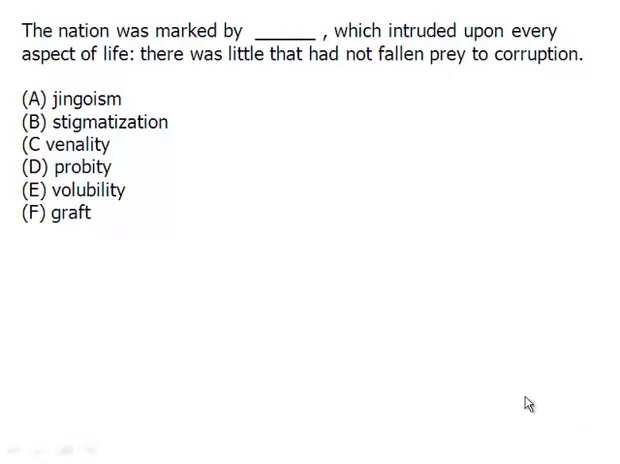 The nation was marked by ______ , which intruded upon every
aspect of life: there was little that had not fallen prey to corruption.
(A) jingoism
(B) stigmatization
(C venality
(D) probity
(E) volubility
(F) graft